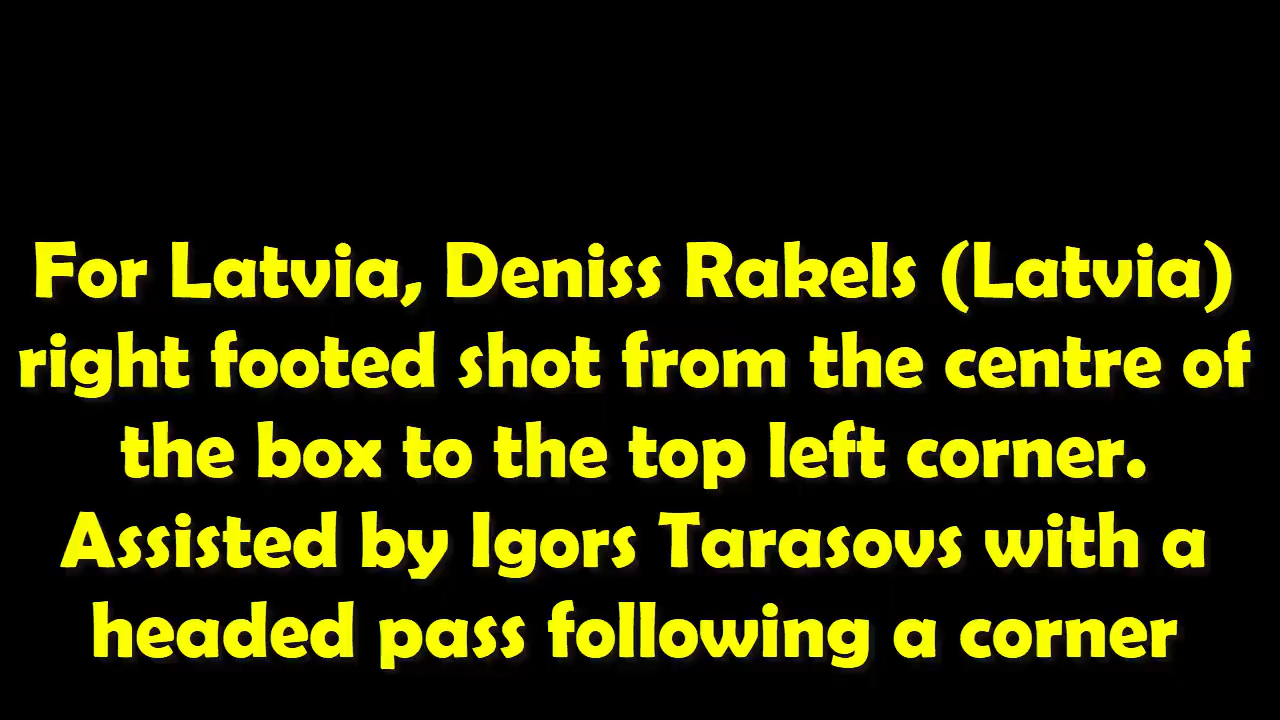 For Latvia, Deniss Rakels (Latvia)
right footed shot from the centre of
the box to the top left corner.
Assisted by Igors Tarasovs with a
headed pass following a corner